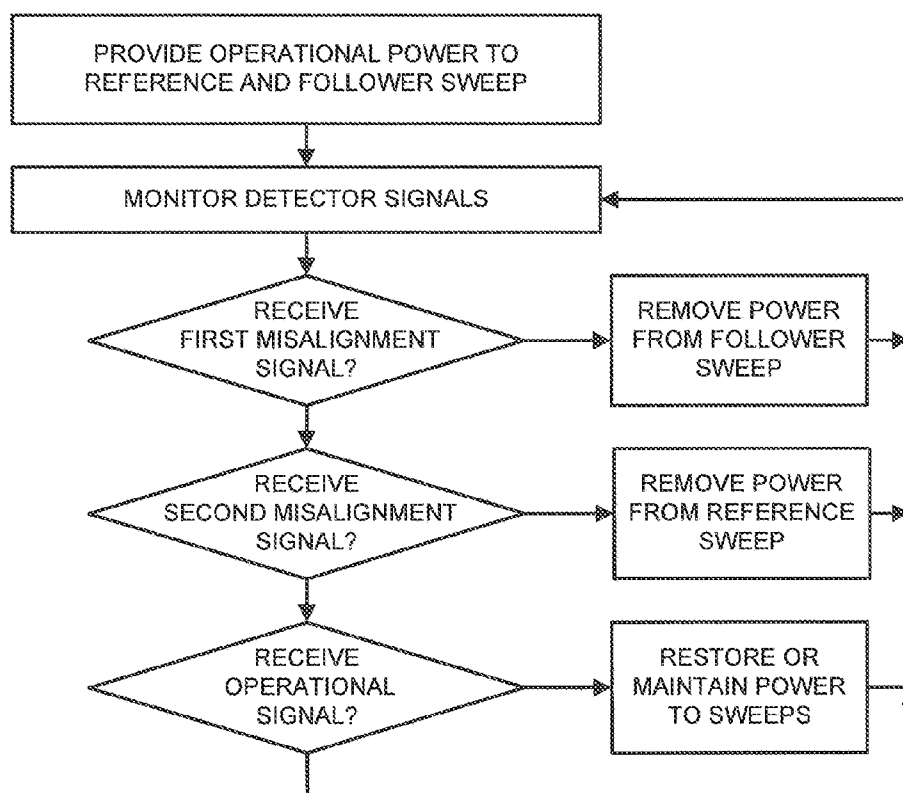 PROVIDE OPERATIONAL POWER TO
REFERENCE AND FOLLOWER SWEEP
MONITOR DETECTOR SIGNALS
RECEIVE
FIRST MISALIGNMENT
SIGNAL?
REMOVE POWER
FROM FOLLOWER
SWEEP
RECEIVE
SECOND MISALIGNMENT
SIGNAL?
REMOVE POWER
FROM REFERENCE
SWEEP
RECEIVE
OPERATIONAL
SIGNAL?
RESTORE OR
MAINTAIN POWER
TO SWEEPS